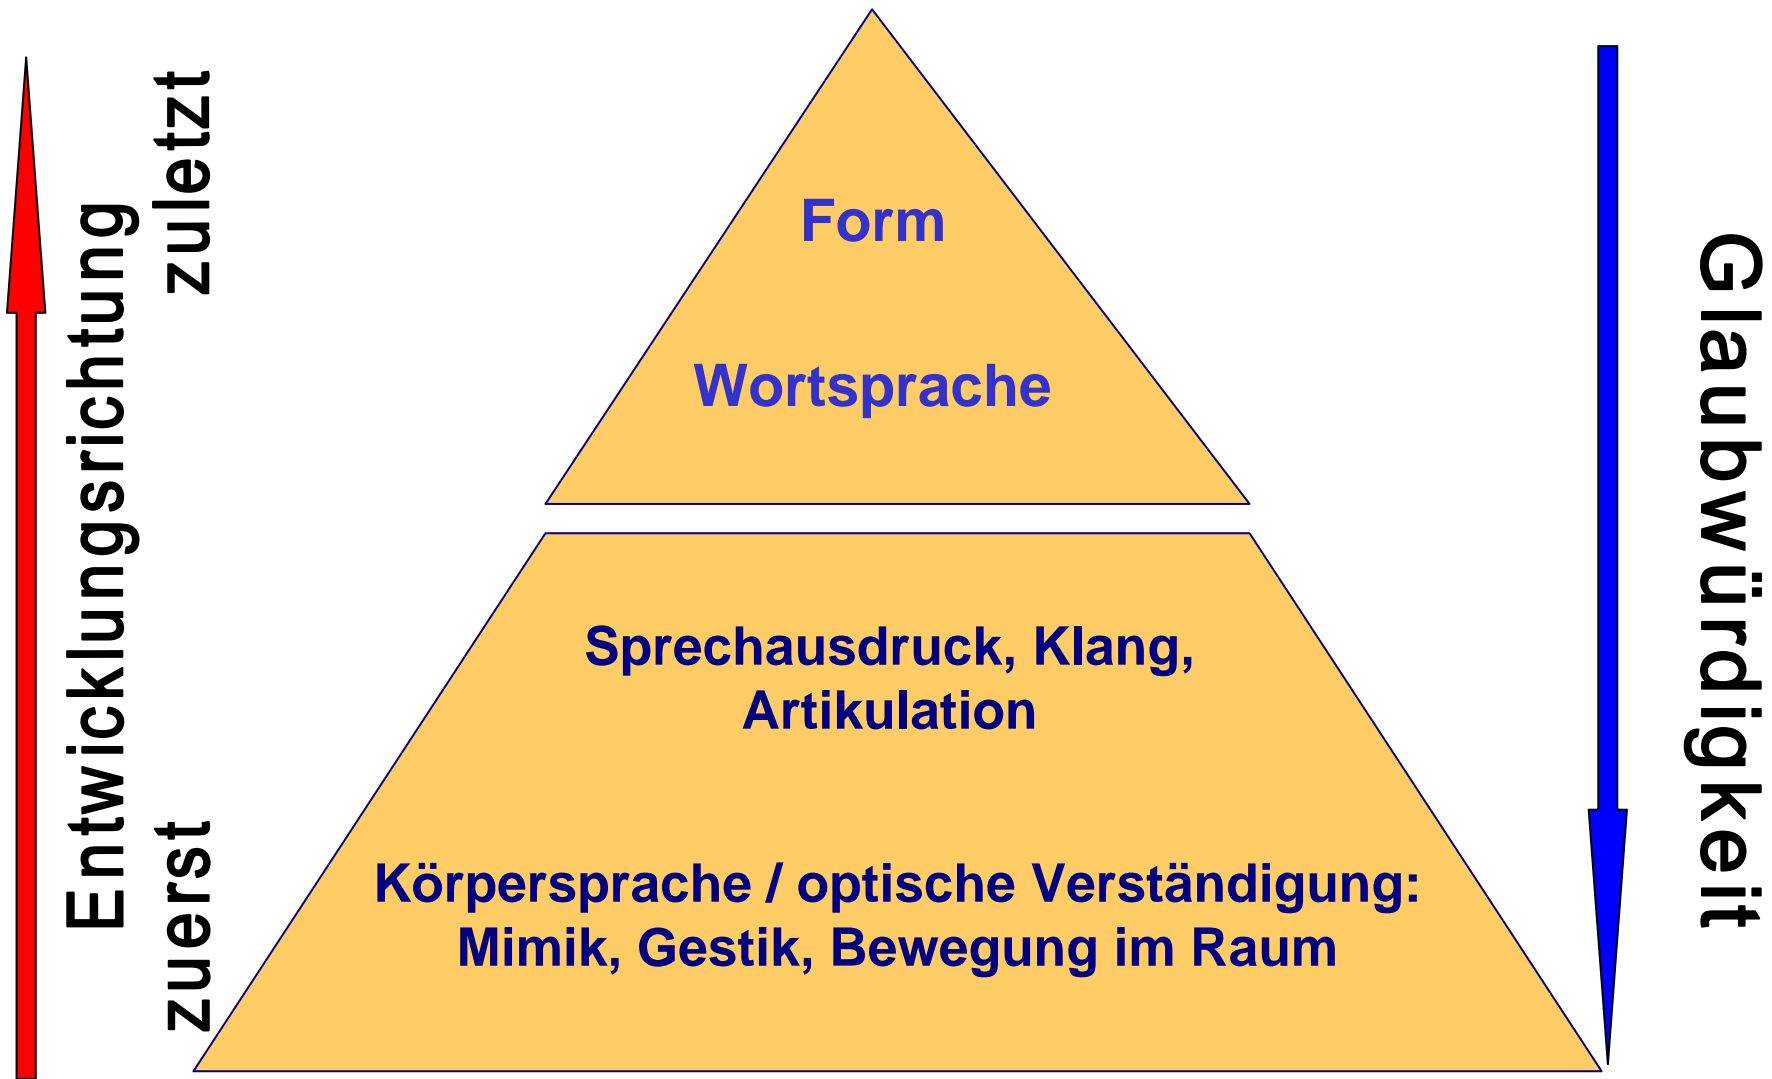 Entwicklungsrichtung
zuletzt
zuerst
Form
Wortsprache
Sprechausdruck, Klang,
Artikulation
Körpersprache / optische Verständigung:
Mimik, Gestik, Bewegung im Raum
Glaubwürdigkeit